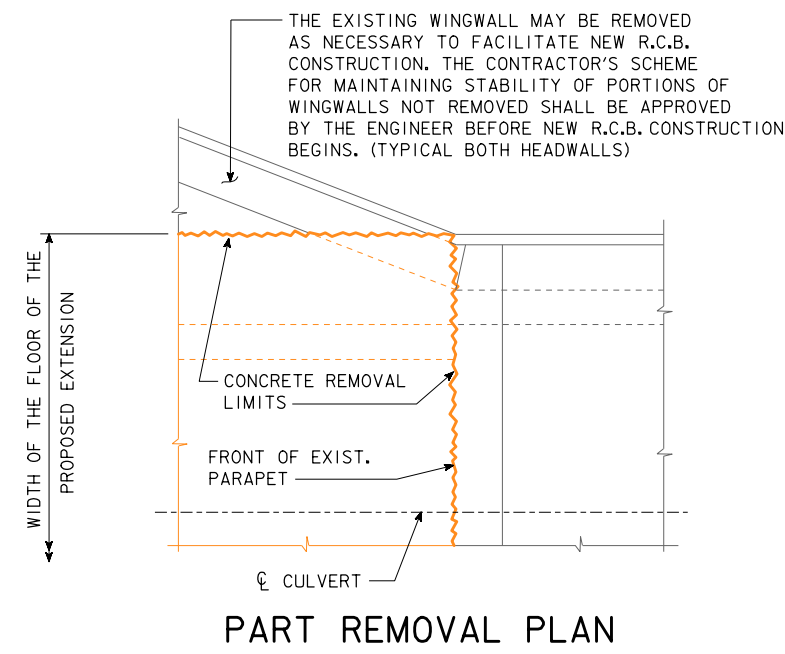 THE EXISTING WINGWALL MAY BE REMOVED
AS NECESSARY TO FACILITATE NEW R.C.B.
CONSTRUCTION. THE CONTRACTOR'S SCHEME
FOR MAINTAINING STABILITY OF PORTIONS OF
WINGWALLS NOT REMOVED SHALL BE APPROVED
BY THE ENGINEER BEFORE NEW R.C.B. CONSTRUCTION
BEGINS. (TYPICAL BOTH HEADWALLS)
WIDTH OF THE FLOOR OF THE
PROPOSED EXTENSION
CONCRETE REMOVAL
LIMITS
FRONT OF EXIST.
PARAPET
℄ CULVERT
PART REMOVAL PLAN